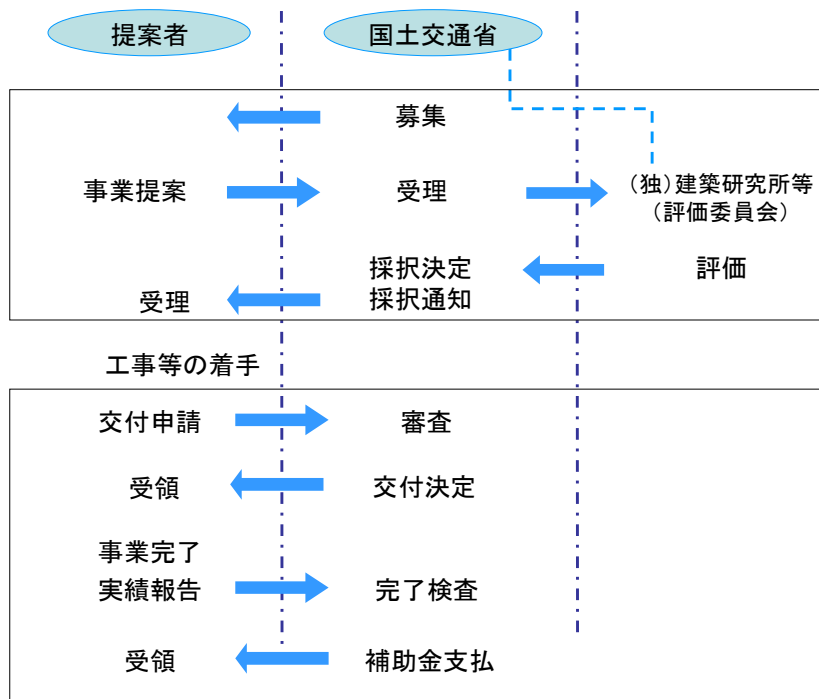 提案者
国土交通省
募集
事業提案
受理
（独）建築研究所等
（評価委員会）
採択決定
評価
受理
採択通知
工事等の着手
交付申請
審査
受領
交付決定
事業完了
実績報告
完了検査
受領
補助金支払